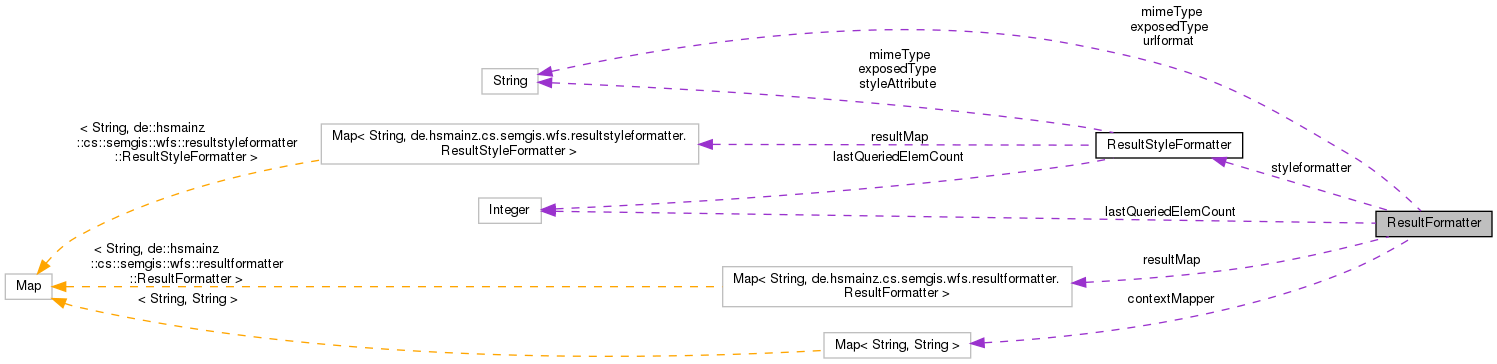 mimeType
exposedType
urlformat
mimeType
exposedType
styleAttribute
String
< String, de::hsmainz
::cs::semgis::wfs::resultstyleformatter
::ResultStyleFormatter >
Map< String, de.hsmainz.cs.semgis.wfs.resultstyleformatter.
ResultStyleFormatter >
resultMap
lastQueriedElemCount
ResultStyleFormatter
styleformatter
Integer
lastQueriedElemCount
ResultFormatter
< String, de::hsmainz
::cs::semgis::wfs::resultformatter
::ResultFormatter >
Map
< String, String >
Map< String, de.hsmainz.cs.semgis.wfs.resultformatter.
ResultFormatter >
resultMap
contextMapper
Map< String, String >